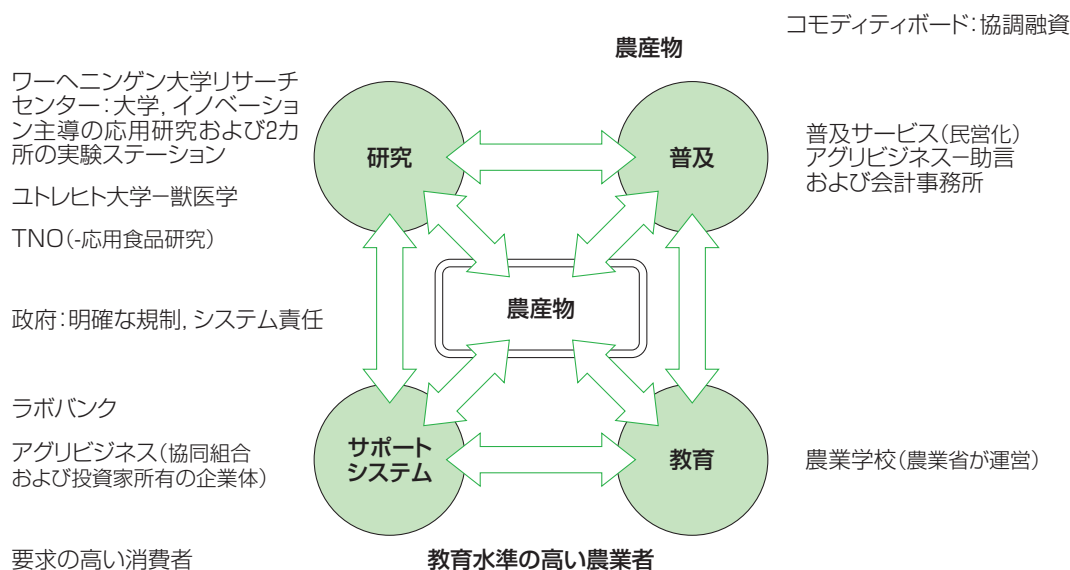 コモディティボード：協調融資
農産物
ワーヘニンゲン大学リサーチ
センター：大学, イノベーショ
ン主導の応用研究および2カ
所の実験ステーション
ユトレヒト大学－獣医学
TNO（-応用食品研究）
研究
普及
普及サービス（民営化）
アグリビジネス－助言
および会計事務所
政府：明確な規制, システム責任
農産物
ラボバンク
アグリビジネス（協同組合
および投資家所有の企業体）
サポート
システム
教育
農業学校（農業省が運営）
要求の高い消費者
教育水準の高い農業者